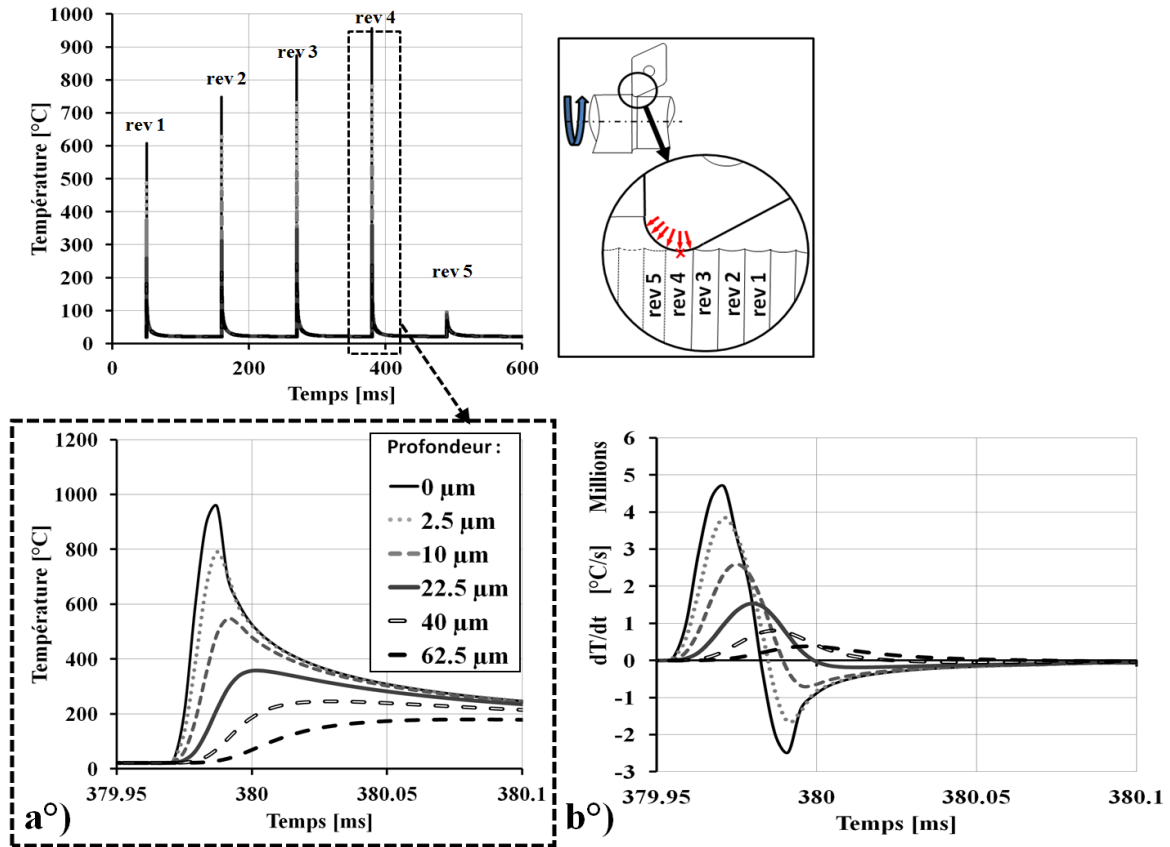 1000
900
800
700
600
500
400
300
200
100
0
Température [°C]
rev 1
rev 2
rev 3
rev 4
rev 5
0
200
400
600
Temps [ms]
rev 5
rev 4
rev 3
rev 2
rev 1
1200
1000
800
600
400
200
0
Température [°C]
Profondeur :
0 µm
2.5 µm
10 µm
22.5 µm
40 µm
62.5 µm
379.95
380
380.05
380.1
Temps [ms]
a°)
6
5
4
3
2
1
0
-1
-2
-3
dT/dt [°C/s] Millions
379.95
380
380.05
380.1
Temps [ms]
b°)